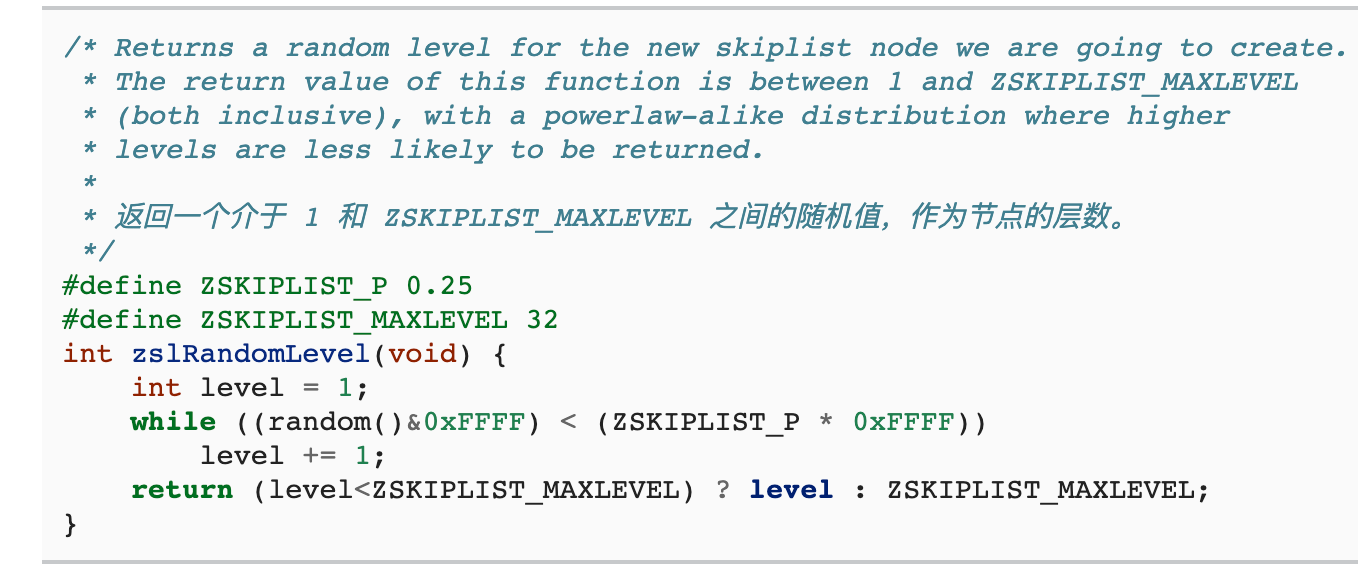 /* Returns a random level for the new skiplist node we are going to create.
 * The return value of this function is between 1 and ZSKIPLIST_MAXLEVEL
 * (both inclusive), with a powerlaw-alike distribution where higher
 * levels are less likely to be returned.
 *
 * 返回一个介于 1 和 ZSKIPLIST_MAXLEVEL 之间的随机值，作为节点的层数。
 */
#define ZSKIPLIST_P 0.25
#define ZSKIPLIST_MAXLEVEL 32
int zslRandomLevel(void) {
    int level = 1;
    while ((random()&0xFFFF) < (ZSKIPLIST_P * 0xFFFF))
        level += 1;
    return (level<ZSKIPLIST_MAXLEVEL) ? level : ZSKIPLIST_MAXLEVEL;
}